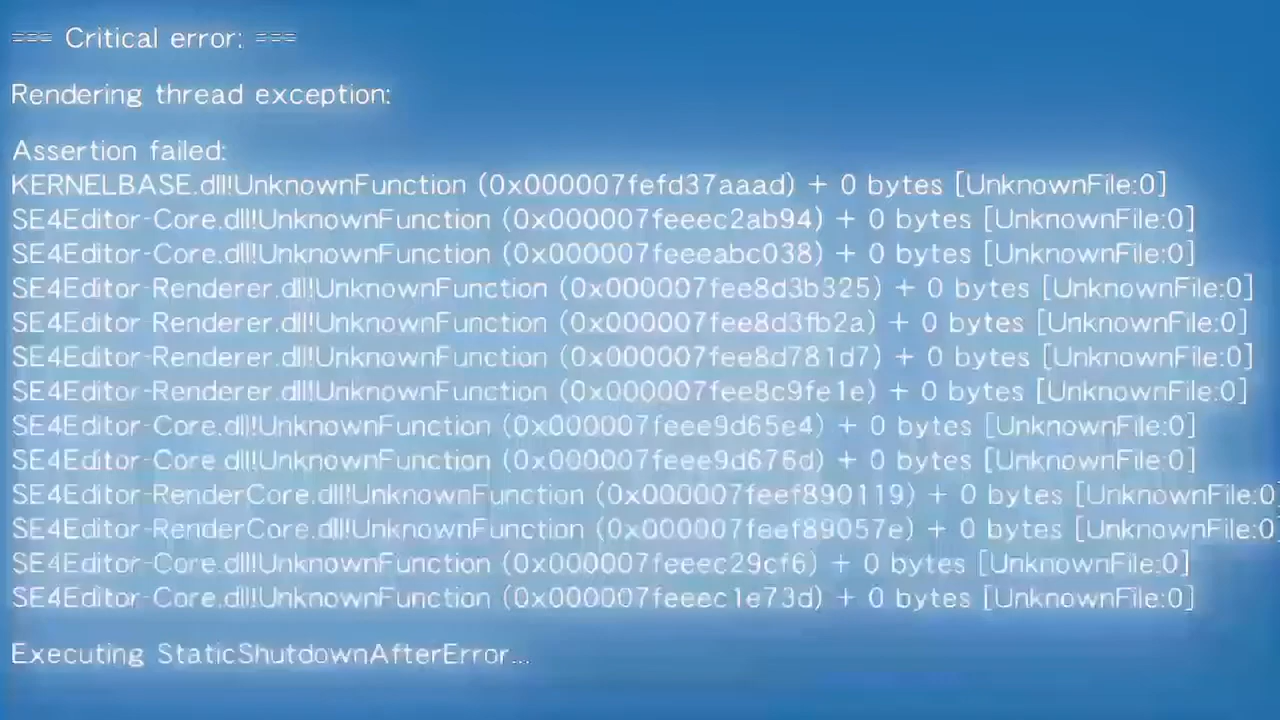 === Critical error: ===
Rendering thread exception:
Assertion failed:
KERNELBASE.dll!UnknownFunction (0x000007fefd37aaad) + 0 bytes [UnknownFile:0]
SE4Editor-Core.dll!UnknownFunction (0x000007feeec2ab94) + 0 bytes [UnknownFile:0]
SE4Editor-Core.dll!UnknownFunction (0x000007feeeabc038) + 0 bytes [UnknownFile:0]
SE4Editor-Renderer.dll!UnknownFunction (0x000007fee8d3b325) + 0 bytes [UnknownFile:0]
SE4Editor-Renderer.dll!UnknownFunction (0x000007fee8d3fb2a) + 0 bytes [UnknownFile:0]
SE4Editor-Renderer.dll!UnknownFunction (0x000007fee8d781d7) + 0 bytes [UnknownFile:0]
SE4Editor-Renderer.dll!UnknownFunction (0x000007fee8c9fe1e) + 0 bytes [UnknownFile:0]
SE4Editor-Core.dll!UnknownFunction (0x000007feee9d65e4) + 0 bytes [UnknownFile:0]
SE4Editor-Core.dll!UnknownFunction (0x000007feee9d676d) + 0 bytes [UnknownFile:0]
SE4Editor-RenderCore.dll!UnknownFunction (0x000007feef890119) + 0 bytes [UnknownFile:0]
SE4Editor-RenderCore.dll!UnknownFunction (0x000007feef89057e) + 0 bytes [UnknownFile:0]
SE4Editor-Core.dll!UnknownFunction (0x000007feeec29cf6) + 0 bytes [UnknownFile:0]
SE4Editor-Core.dll!UnknownFunction (0x000007feeec1e73d) + 0 bytes [UnknownFile:0]
Executing StaticShutdownAfterError...